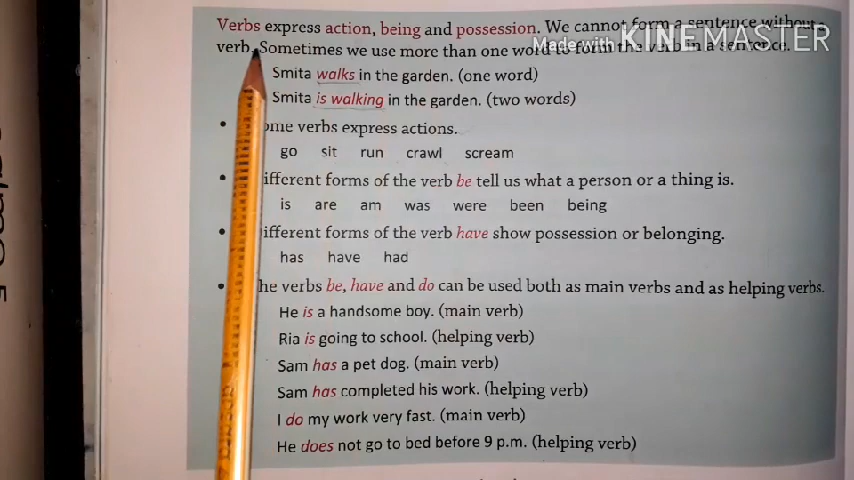 Verbs express action, being and possession. We cannot form a sentence without a
verb. Sometimes we use more than one word to form the verb in a sentence.
Made with KINEMASTER
Smita walks in the garden. (one word)
Smita is walking in the garden. (two words)
• ome verbs express actions.
go sit run crawl scream
• ifferent forms of the verb be tell us what a person or a thing is.
is are am was were been being
• ifferent forms of the verb have show possession or belonging.
has have had
• he verbs be, have and do can be used both as main verbs and as helping verbs.
He is a handsome boy. (main verb)
Ria is going to school. (helping verb)
Sam has a pet dog. (main verb)
Sam has completed his work. (helping verb)
I do my work very fast. (main verb)
He does not go to bed before 9 p.m. (helping verb)